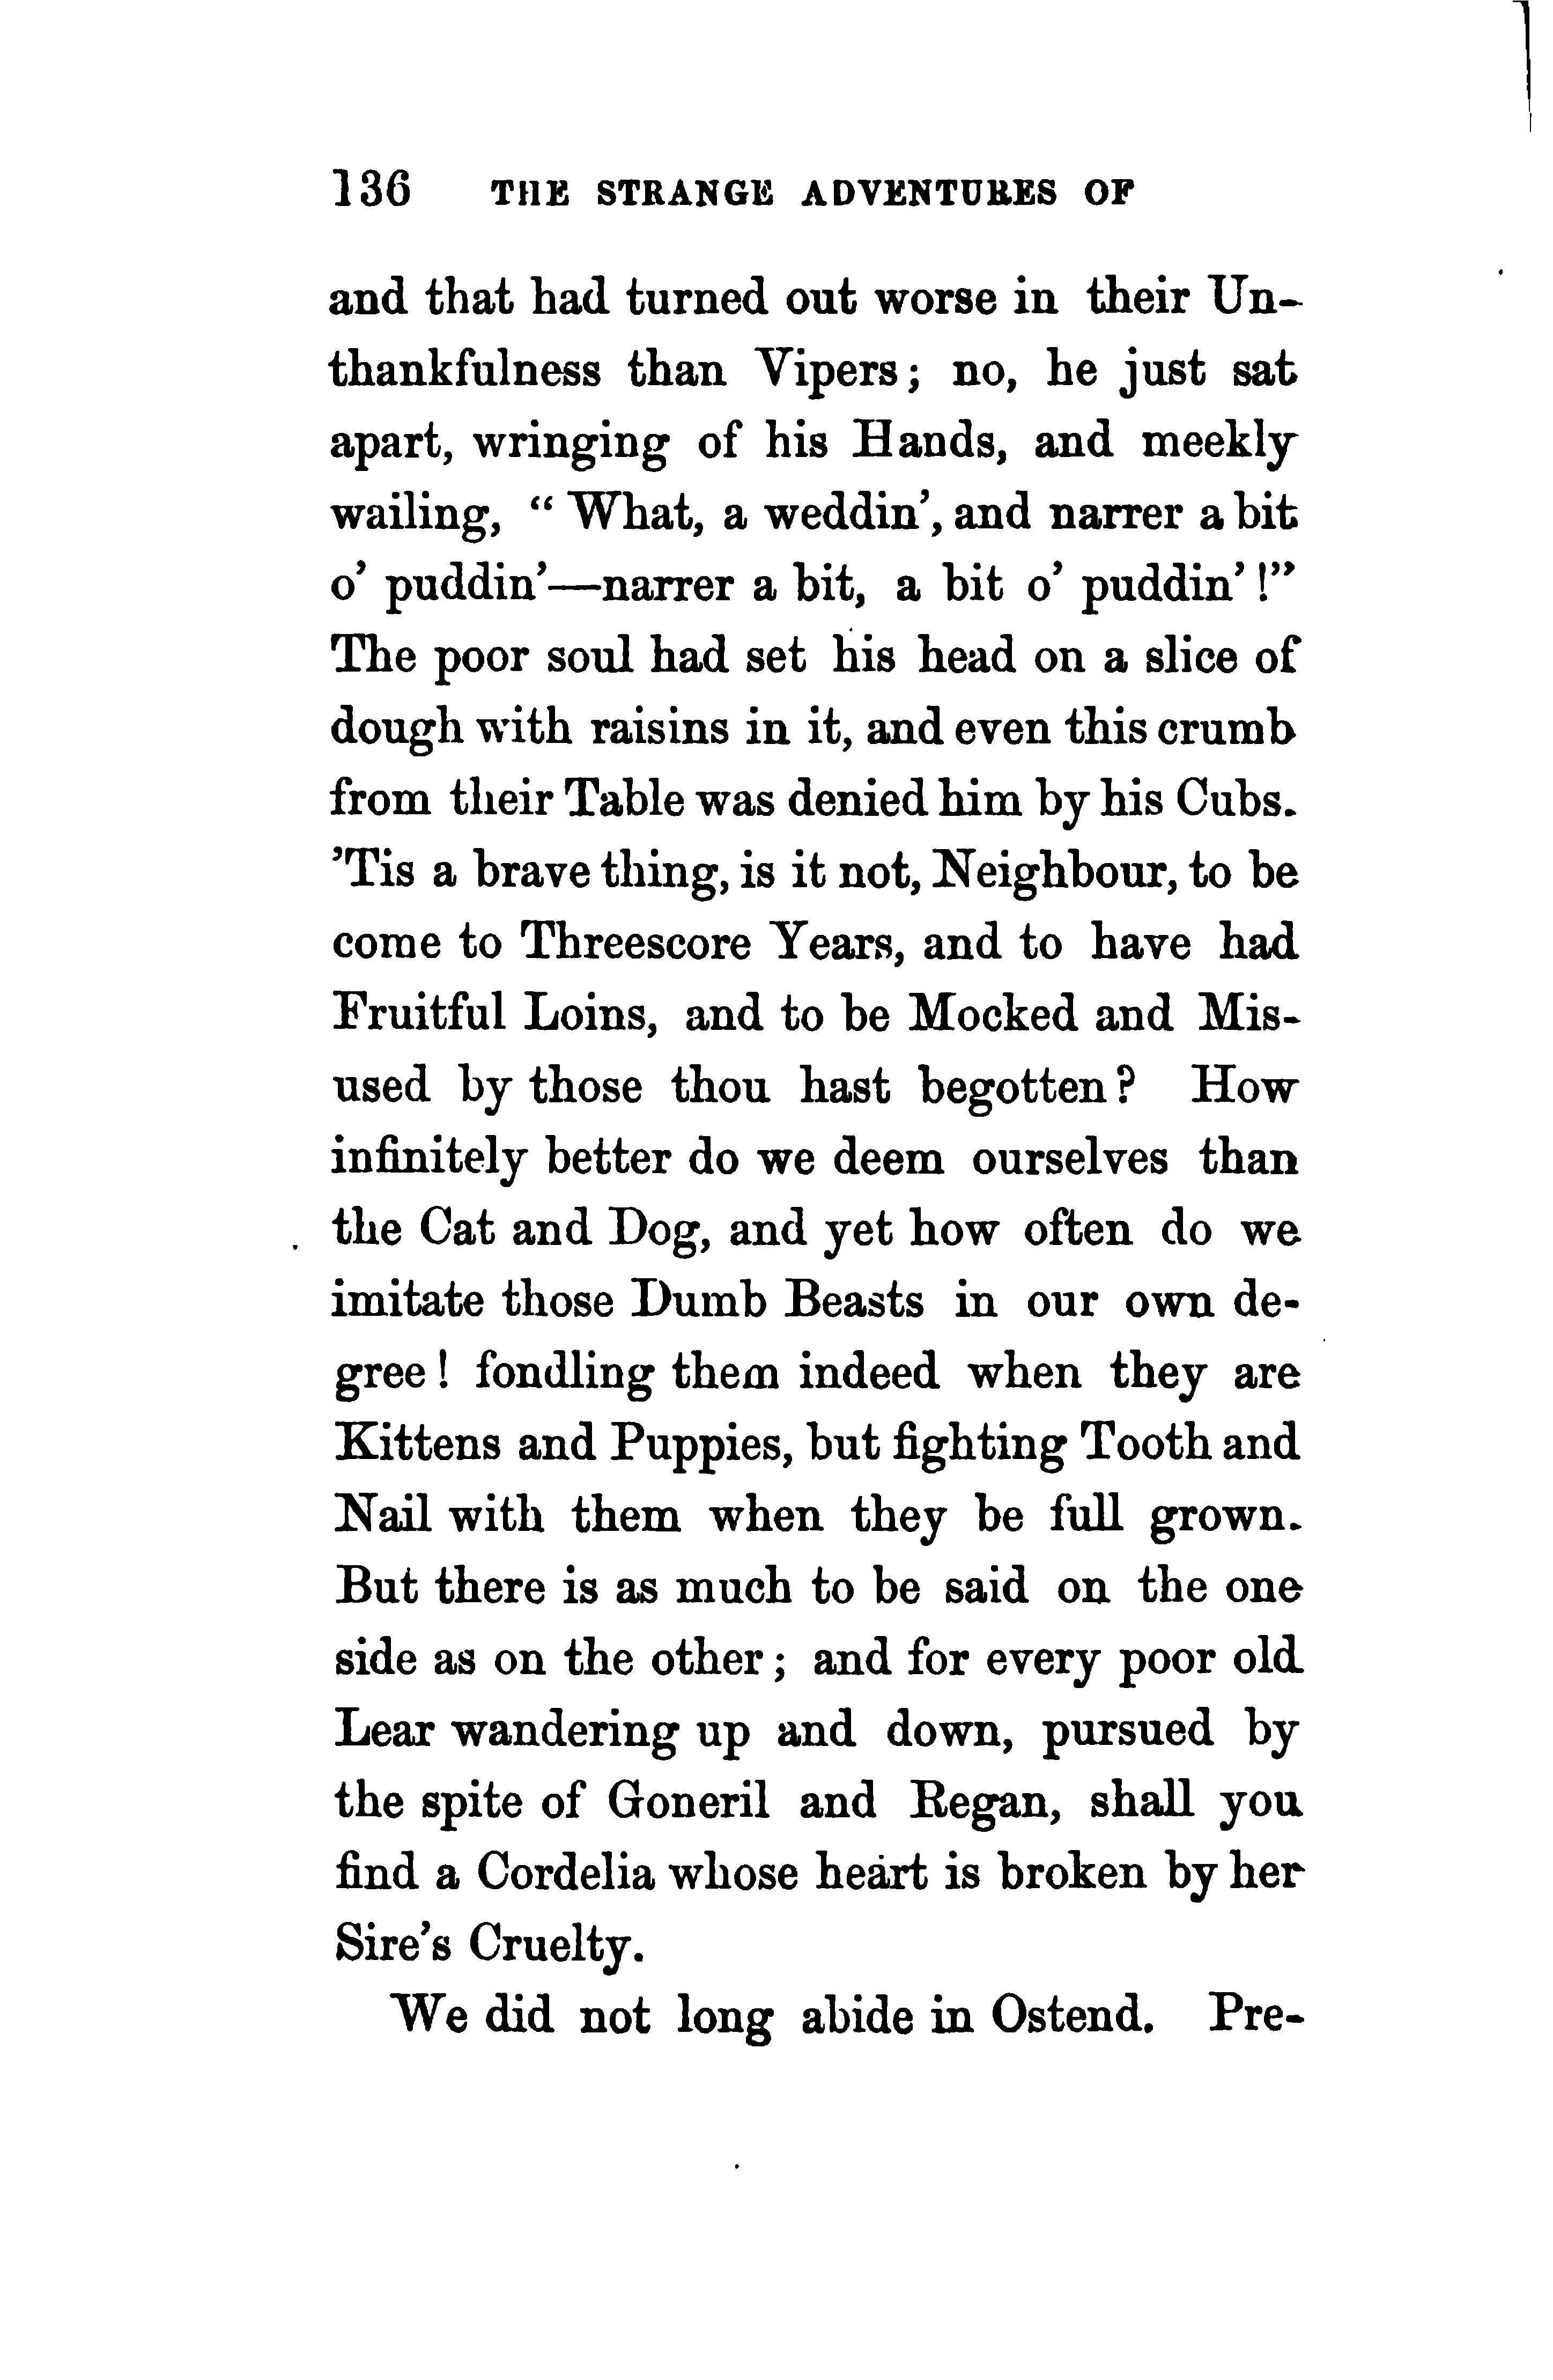 136 THE STRANGE ADVENTURES OF
and that had turned out worse in their Un-
thankfulness than Vipers; no, he just sat
apart, wringing of his Hands, and meekly
wailing, “ What, a weddin’, and narrer a bit
o’ puddin’—narrer a bit, a bit o’ puddin’ !”
The poor soul had set his head on a slice of
dough with raisins in it, and even this crumb
from their Table was denied him by his Cubs.
’Tis a brave thing, is it not, Neighbour, to be
come to Threescore Years, and to have had
Fruitful Loins, and to be Mocked and Mis-
used by those thou hast begotten? How
infinitely better do we deem ourselves than
the Cat and Dog, and yet how often do we
imitate those Dumb Beasts in our own de-
gree! fondling them indeed when they are
Kittens and Puppies, but fighting Tooth and
Nail with them when they be full grown.
But there is as much to be said on the one
side as on the other; and for every poor old
Lear wandering up and down, pursued by
the spite of Goneril and Regan, shall you
find a Cordelia whose heart is broken by her
Sire’s Cruelty.
We did not long abide in Ostend. Pre-